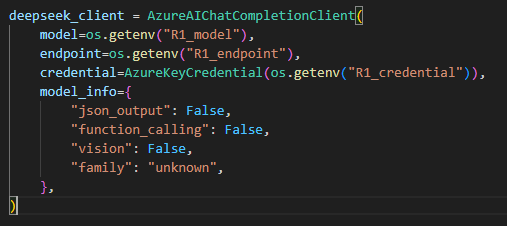 deepseek_client = AzureAIChatCompletionClient(
    model=os.getenv("R1_model"),
    endpoint=os.getenv("R1_endpoint"),
    credential=AzureKeyCredential(os.getenv("R1_credential")),
    model_info={
        "json_output": False,
        "function_calling": False,
        "vision": False,
        "family": "unknown",
    },
)